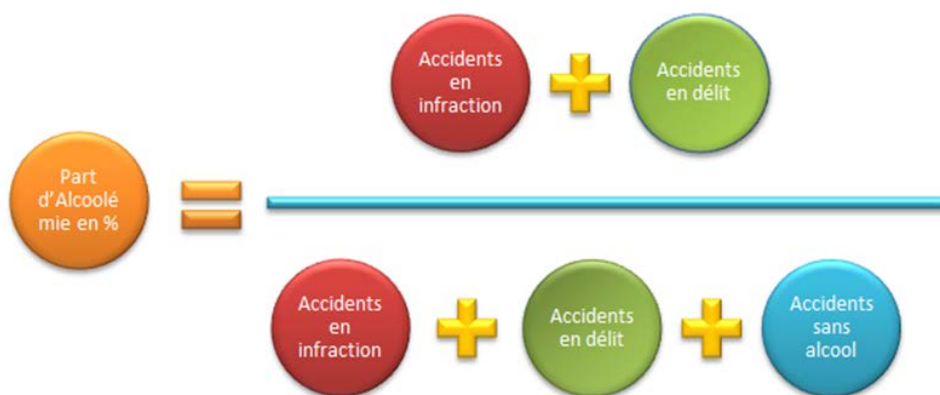 Accidents
en
infraction
Accidents
en délit
Part
d'Alcoolé
mie en %
Accidents
en
infraction
Accidents
en délit
Accidents
sans
alcool